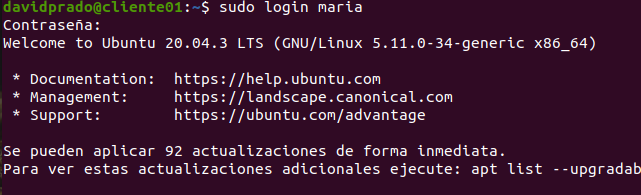 davidprado@cliente01:~$ sudo login maria
Contraseña:
Welcome to Ubuntu 20.04.3 LTS (GNU/Linux 5.11.0-34-generic x86_64)
* Documentation:  https://help.ubuntu.com
* Management:     https://landscape.canonical.com
* Support:        https://ubuntu.com/advantage
Se pueden aplicar 92 actualizaciones de forma inmediata.
Para ver estas actualizaciones adicionales ejecute: apt list --upgradab